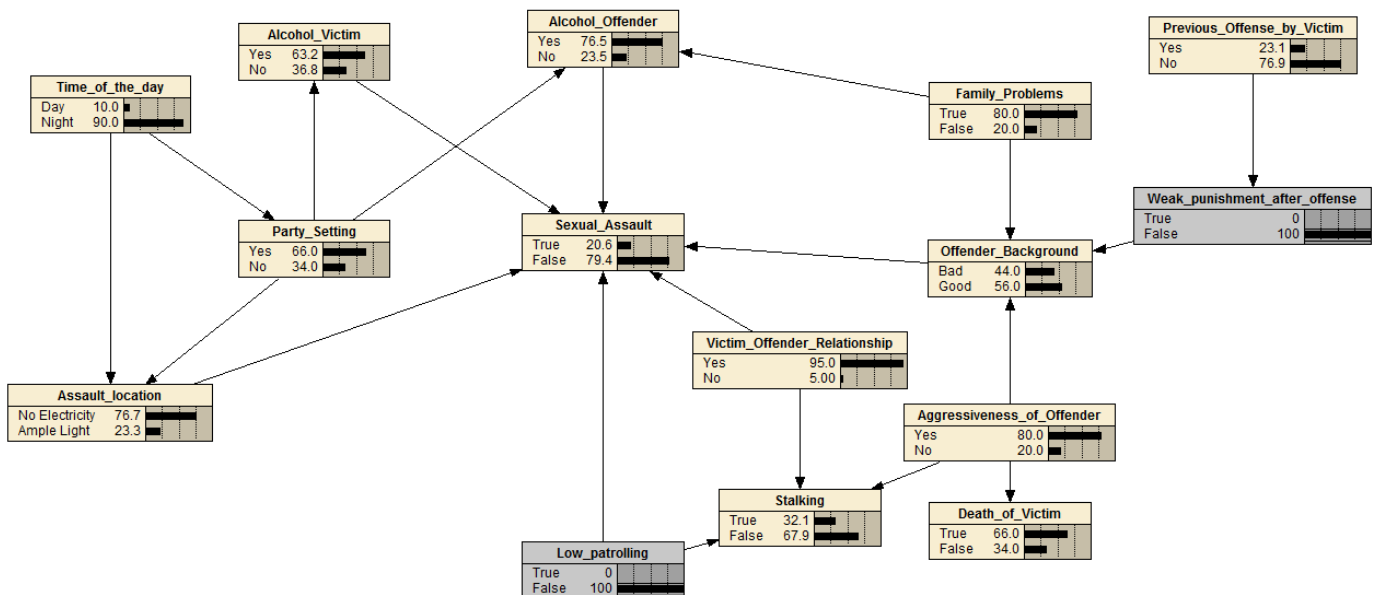 Alcohol_Offender
Yes 76.5
No 23.5
Alcohol_Victim
Yes 63.2
No 36.8
Previous_Offense_by_Victim
Yes 23.1
No 76.9
Time_of_the_day
Day 10.0
Night 90.0
Family_Problems
True 80.0
False 20.0
Weak_punishment_after_offense
True 0
False 100
Party_Setting
Yes 66.0
No 34.0
Sexual_Assault
True 20.6
False 79.4
Offender_Background
Bad 44.0
Good 56.0
Victim_Offender_Relationship
Yes 95.0
No 5.00
Assault_location
No Electricity 76.7
Ample Light 23.3
Aggressiveness_of_Offender
Yes 80.0
No 20.0
Stalking
True 32.1
False 67.9
Death_of_Victim
True 66.0
False 34.0
Low_patrolling
True 0
False 100